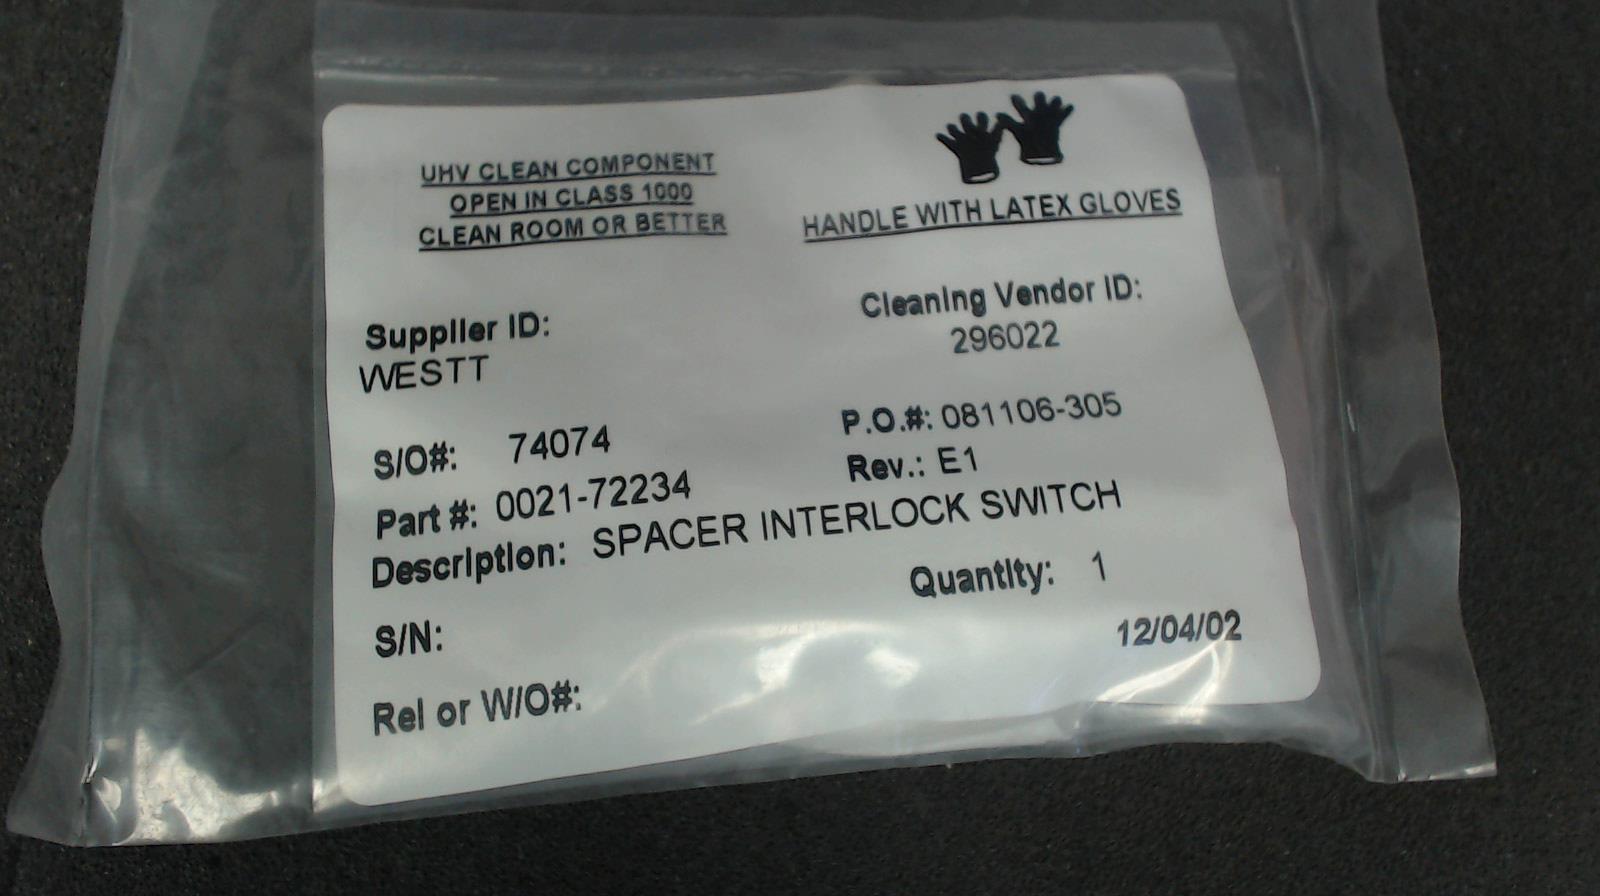 UHV CLEAN COMPONENT
OPEN IN CLASS 1000
CLEAN ROOM OR BETTER
HANDLE WITH LATEX GLOVES
Supplier ID:
WESTT
Cleaning Vendor ID:
296022
S/O#: 74074
P.O.#: 081106-305
Part #: 0021-72234
Rev.: E1
Description: SPACER INTERLOCK SWITCH
Quantity: 1
S/N:
12/04/02
Rel or W/O#: